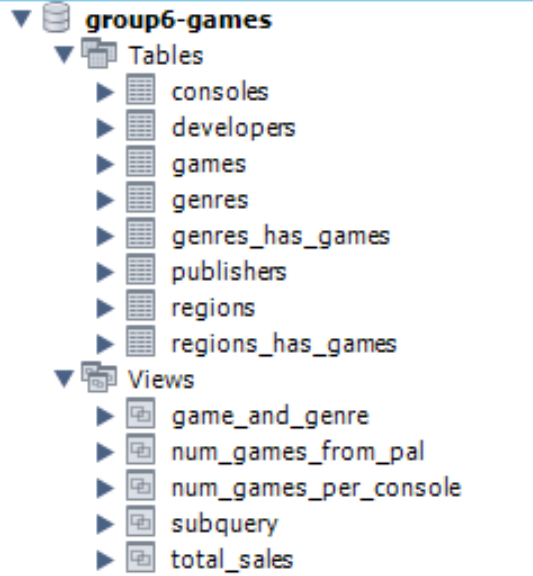 group6-games
Tables
consoles
developers
games
genres
genres_has_games
publishers
regions
regions_has_games
Views
game_and_genre
num_games_from_pal
num_games_per_console
subquery
total_sales